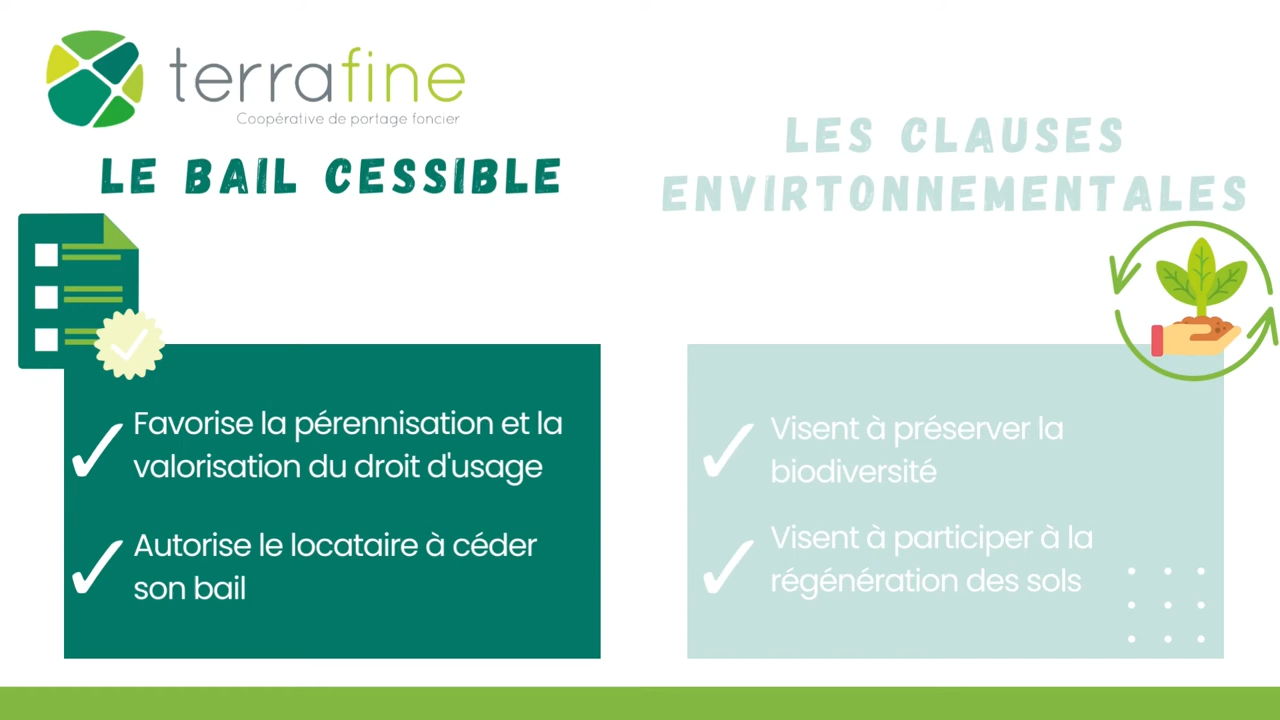 terrafine
Coopérative de portage foncier
LE BAIL CESSIBLE
Favorise la pérennisation et la
valorisation du droit d'usage
Autorise le locataire à céder
son bail
LES CLAUSES
ENVIRTONNEMENTALES
Visent à préserver la
biodiversité
Visent à participer à la
régénération des sols